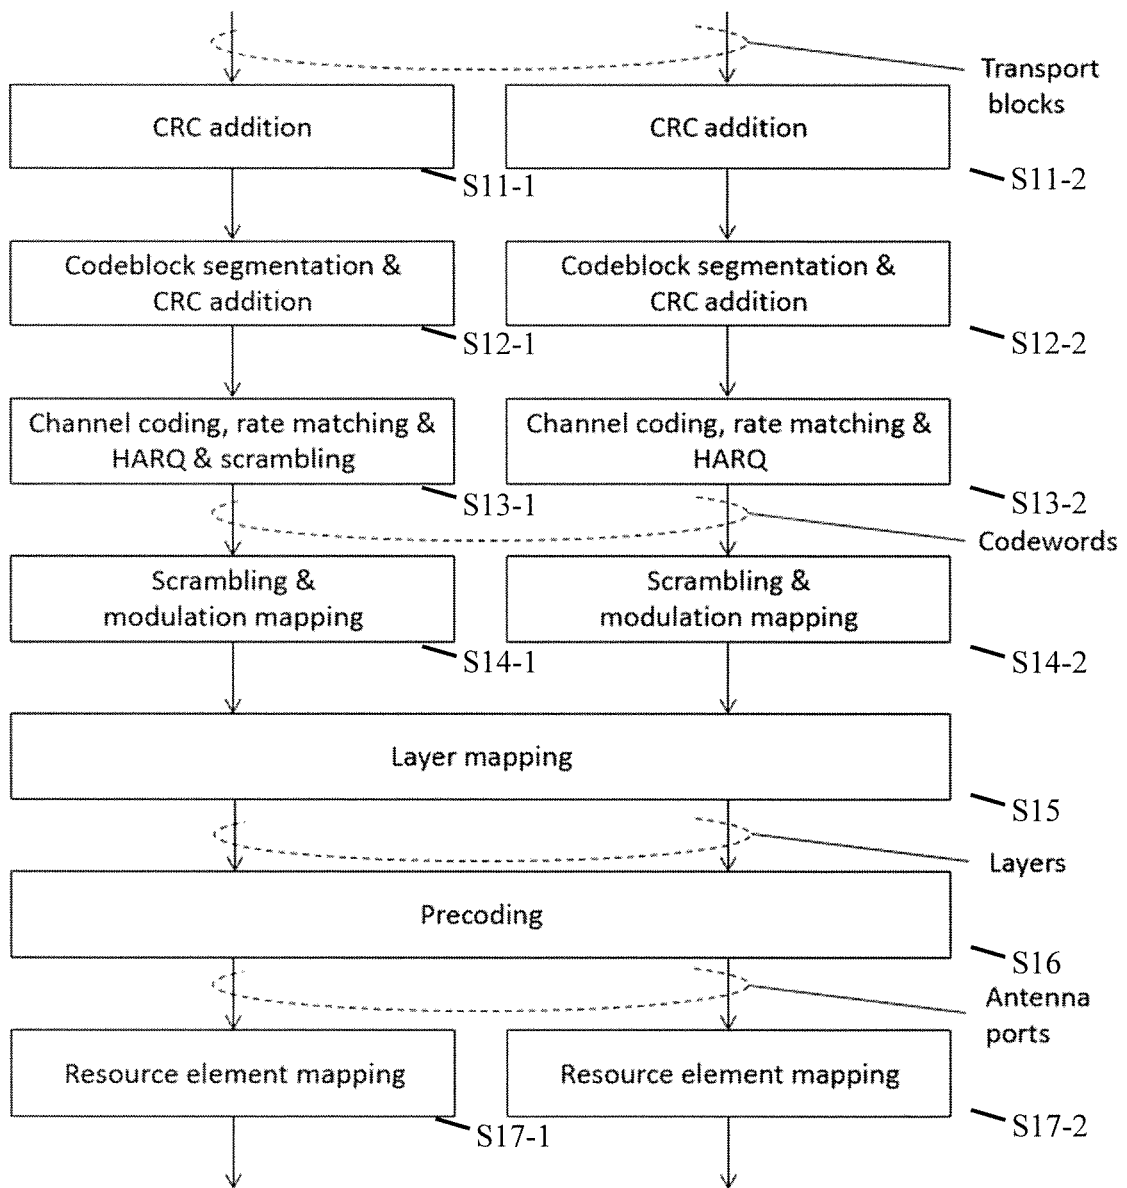 Transport
blocks
CRC addition
CRC addition
S11-1
S11-2
Codeblock segmentation &
CRC addition
Codeblock segmentation &
CRC addition
S12-1
S12-2
Channel coding, rate matching &
HARQ & scrambling
Channel coding, rate matching &
HARQ
S13-1
S13-2
Codewords
Scrambling &
modulation mapping
Scrambling &
modulation mapping
S14-1
S14-2
Layer mapping
S15
Layers
Precoding
S16
Antenna
ports
Resource element mapping
Resource element mapping
S17-1
S17-2